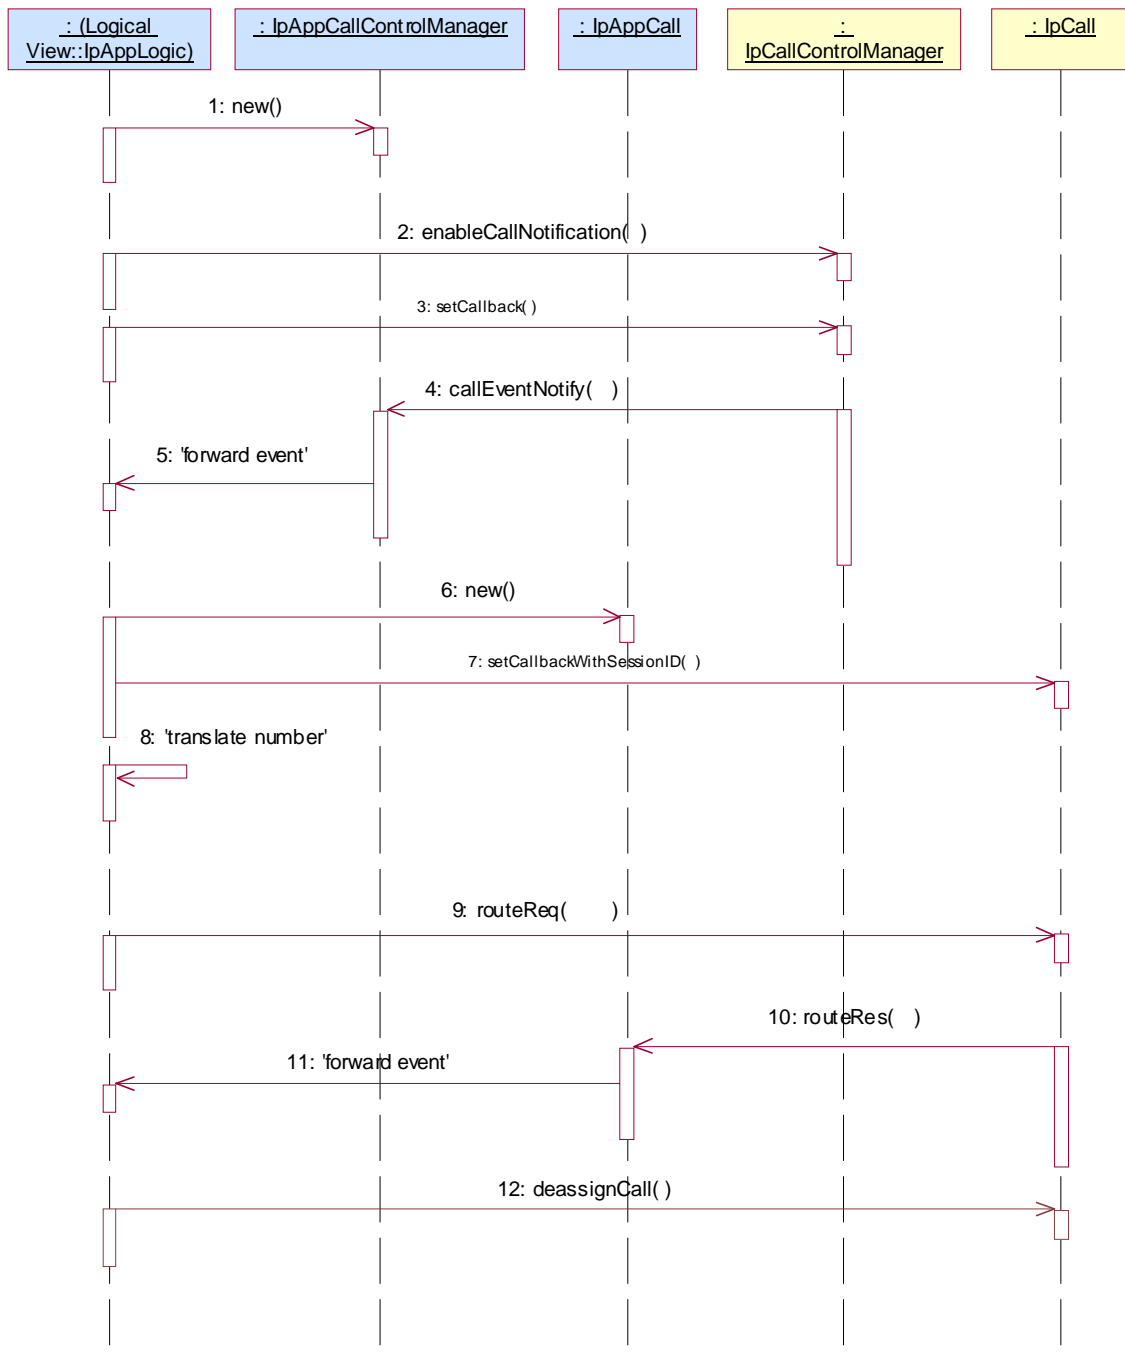 : (Logical
View::IpAppLogic)
: IpAppCallControlManager
: IpAppCall
:
IpCallControlManager
: IpCall
1: new()
2: enableCallNotification( )
3: setCallback( )
4: callEventNotify( )
5: 'forward event'
6: new()
7: setCallbackWithSessionID( )
8: 'translate number'
9: routeReq( )
10: routeRes( )
11: 'forward event'
12: deassignCall( )